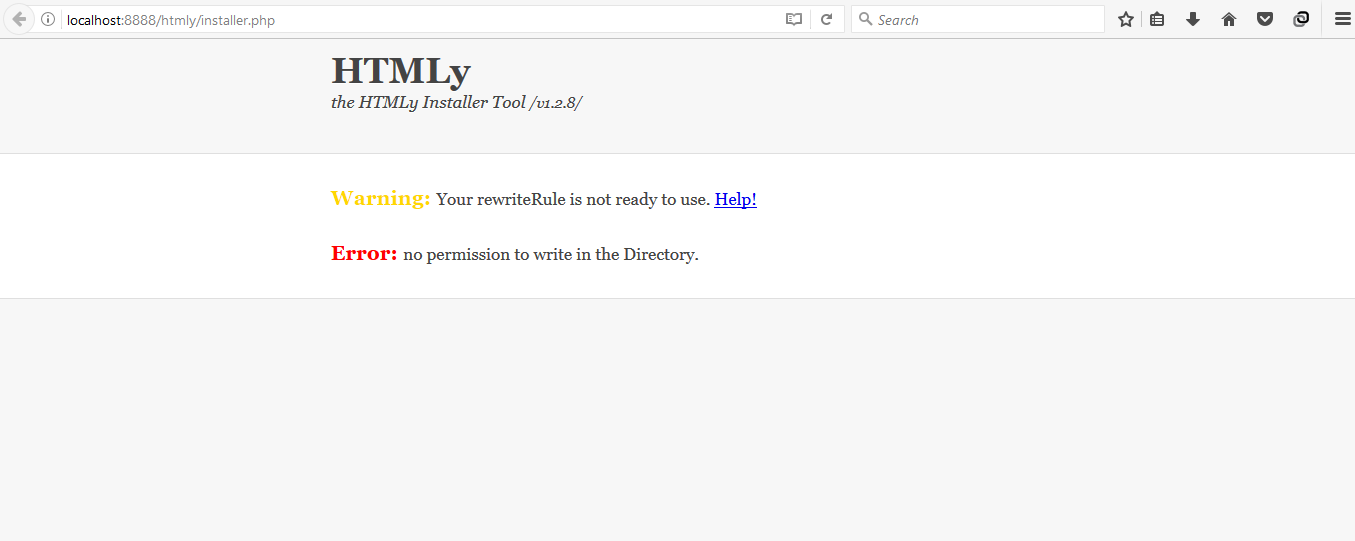 localhost:8888/htmly/installer.php
Search
HTMLy
the HTMLy Installer Tool /v1.2.8/
Warning: Your rewriteRule is not ready to use. Help!
Error: no permission to write in the Directory.